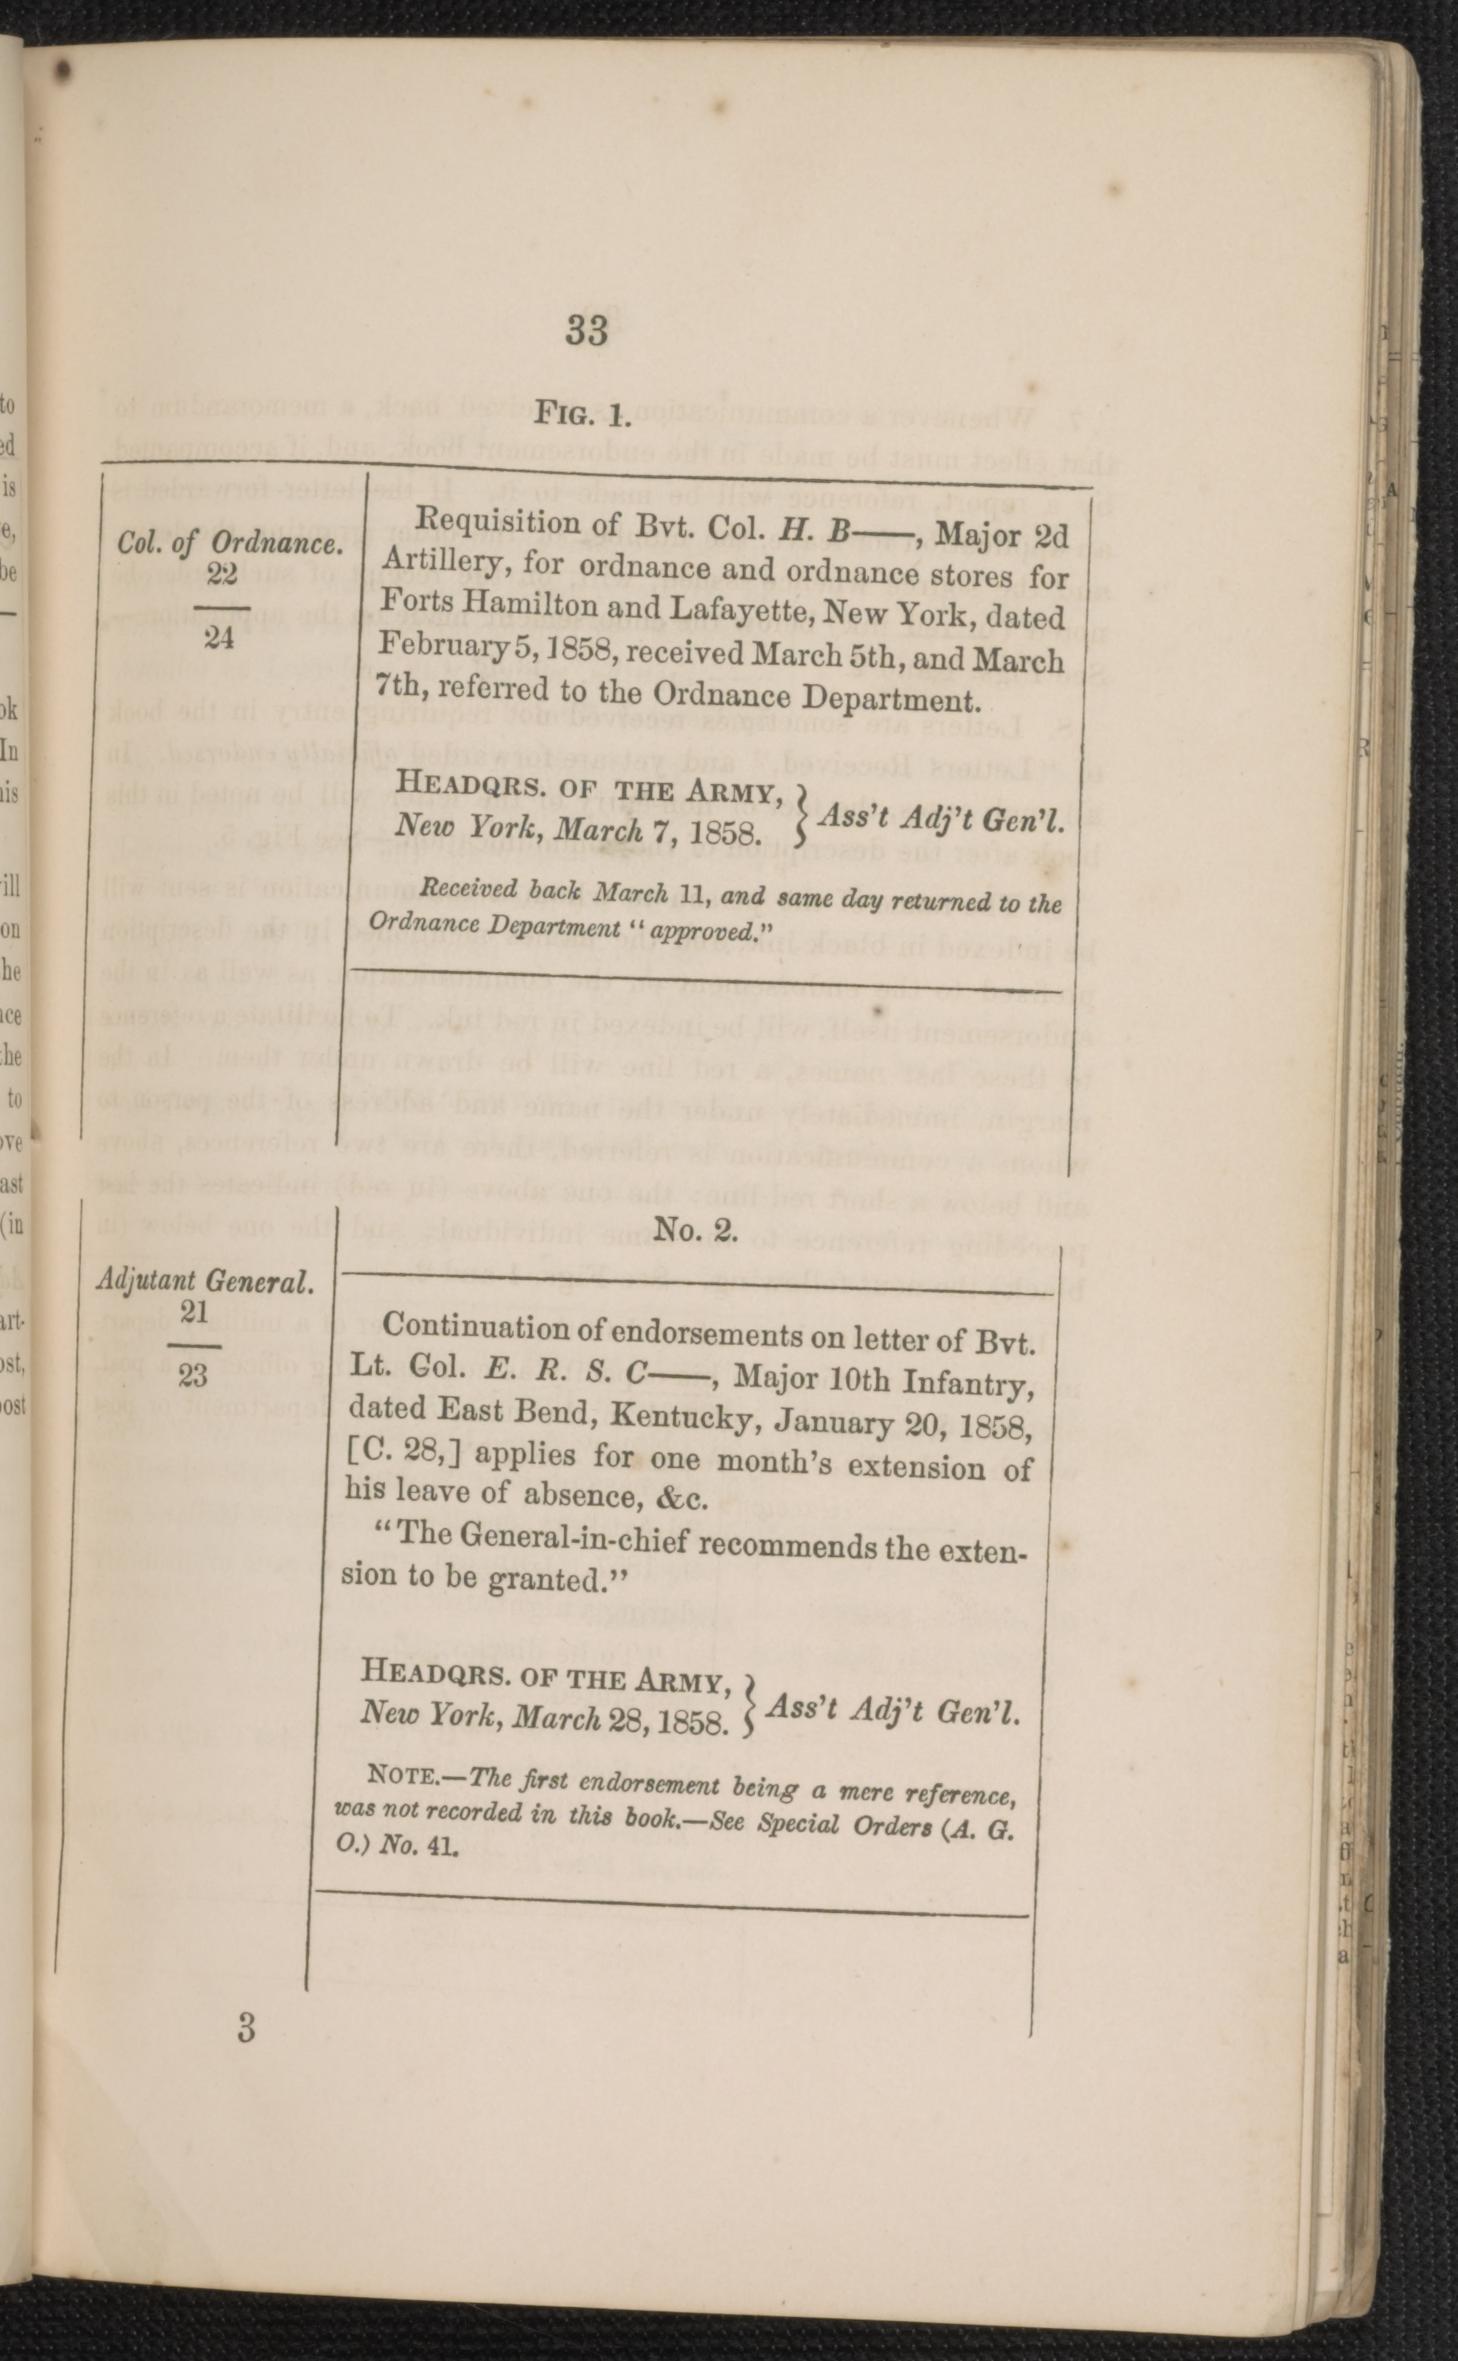 33
FIG. 1.
Col. of Ordnance.
22
24
Requisition of Bvt. Col. H. B——, Major 2d
Artillery, for ordnance and ordnance stores for
Forts Hamilton and Lafayette, New York, dated
February 5, 1858, received March 5th, and March
7th, referred to the Ordnance Department.
HEADQRS. OF THE ARMY, } Ass't Adj't Gen'l.
New York, March 7, 1858.
Received back March 11, and same day returned to the
Ordnance Department "approved."
No. 2.
Adjutant General.
21
23
Continuation of endorsements on letter of Bvt.
Lt. Col. E. R. S. C——, Major 10th Infantry,
dated East Bend, Kentucky, January 20, 1858,
[C. 28,] applies for one month's extension of
his leave of absence, &c.
"The General-in-chief recommends the exten-
sion to be granted."
HEADQRS. OF THE ARMY, } Ass't Adj't Gen'l.
New York, March 28, 1858.
NOTE.—The first endorsement being a mere reference,
was not recorded in this book.—See Special Orders (A. G.
O.) No. 41.
3